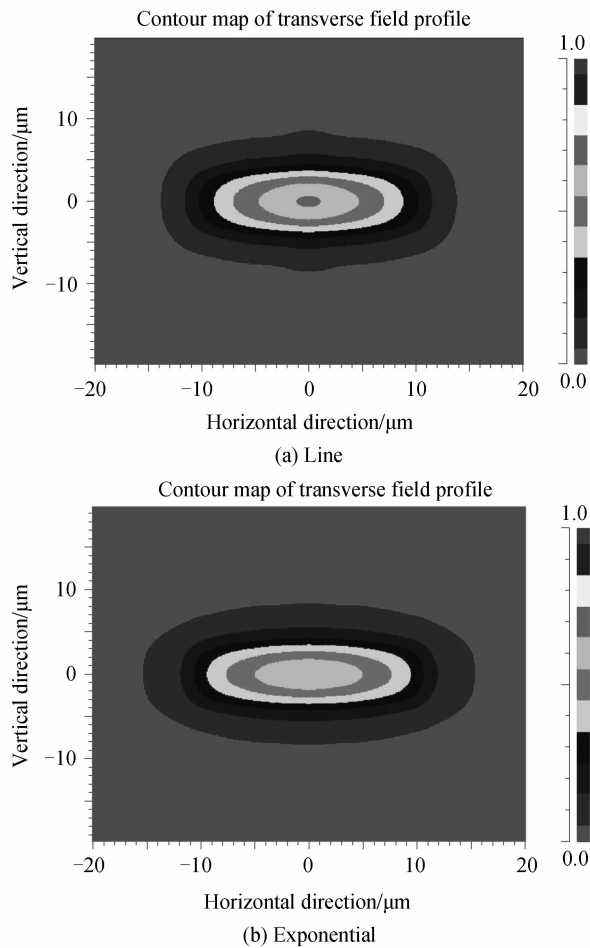 Contour map of transverse field profile
1.0
10
0
−10
Vertical direction/μm
0.0
−20
−10
0
10
20
Horizontal direction/μm
(a) Line
Contour map of transverse field profile
1.0
10
0
−10
Vertical direction/μm
0.0
−20
−10
0
10
20
Horizontal direction/μm
(b) Exponential